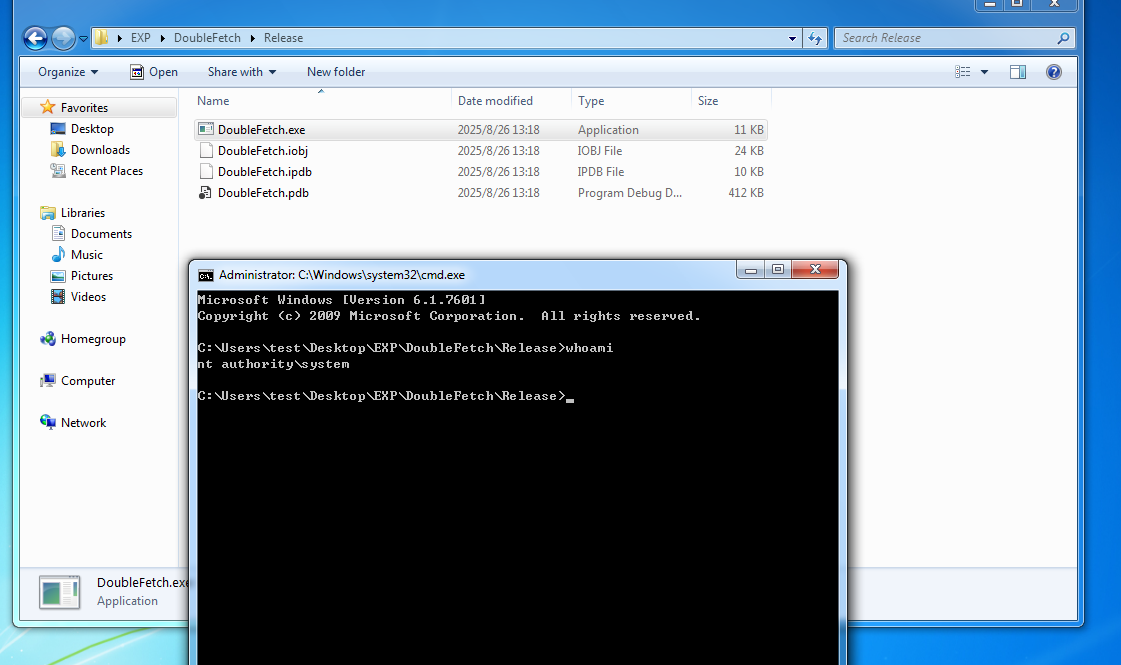 EXP DoubleFetch Release
Search Release
Organize Open Share with New folder
Favorites
Desktop
Downloads
Recent Places
Libraries
Documents
Music
Pictures
Videos
Homegroup
Computer
Network
Name Date modified Type Size
DoubleFetch.exe 2025/8/26 13:18 Application 11 KB
DoubleFetch.iobj 2025/8/26 13:18 IOBJ File 24 KB
DoubleFetch.ipdb 2025/8/26 13:18 IPDB File 10 KB
DoubleFetch.pdb 2025/8/26 13:18 Program Debug D... 412 KB
Administrator: C:\Windows\system32\cmd.exe
Microsoft Windows [Version 6.1.7601]
Copyright (c) 2009 Microsoft Corporation.  All rights reserved.
C:\Users\test\Desktop\EXP\DoubleFetch\Release>whoami
nt authority\system
C:\Users\test\Desktop\EXP\DoubleFetch\Release>_
DoubleFetch.exe
Application